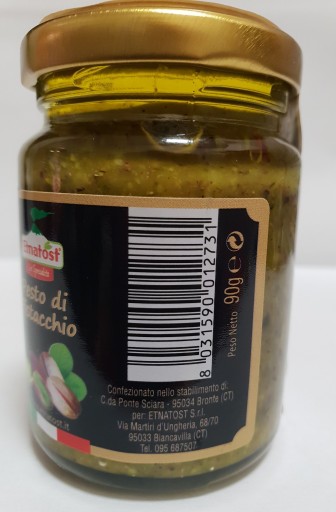 Etnatost
Pesto di
Pistacchio
8 031590 012731
Peso Netto 90g e
Confezionato nello stabilimento di:
C.da Ponte Sciara - 95034 Bronte (CT)
per: ETNATOST S.r.l.
Via Martiri d'Ungheria, 68/70
95033 Biancavilla (CT)
Tel. 095 687507